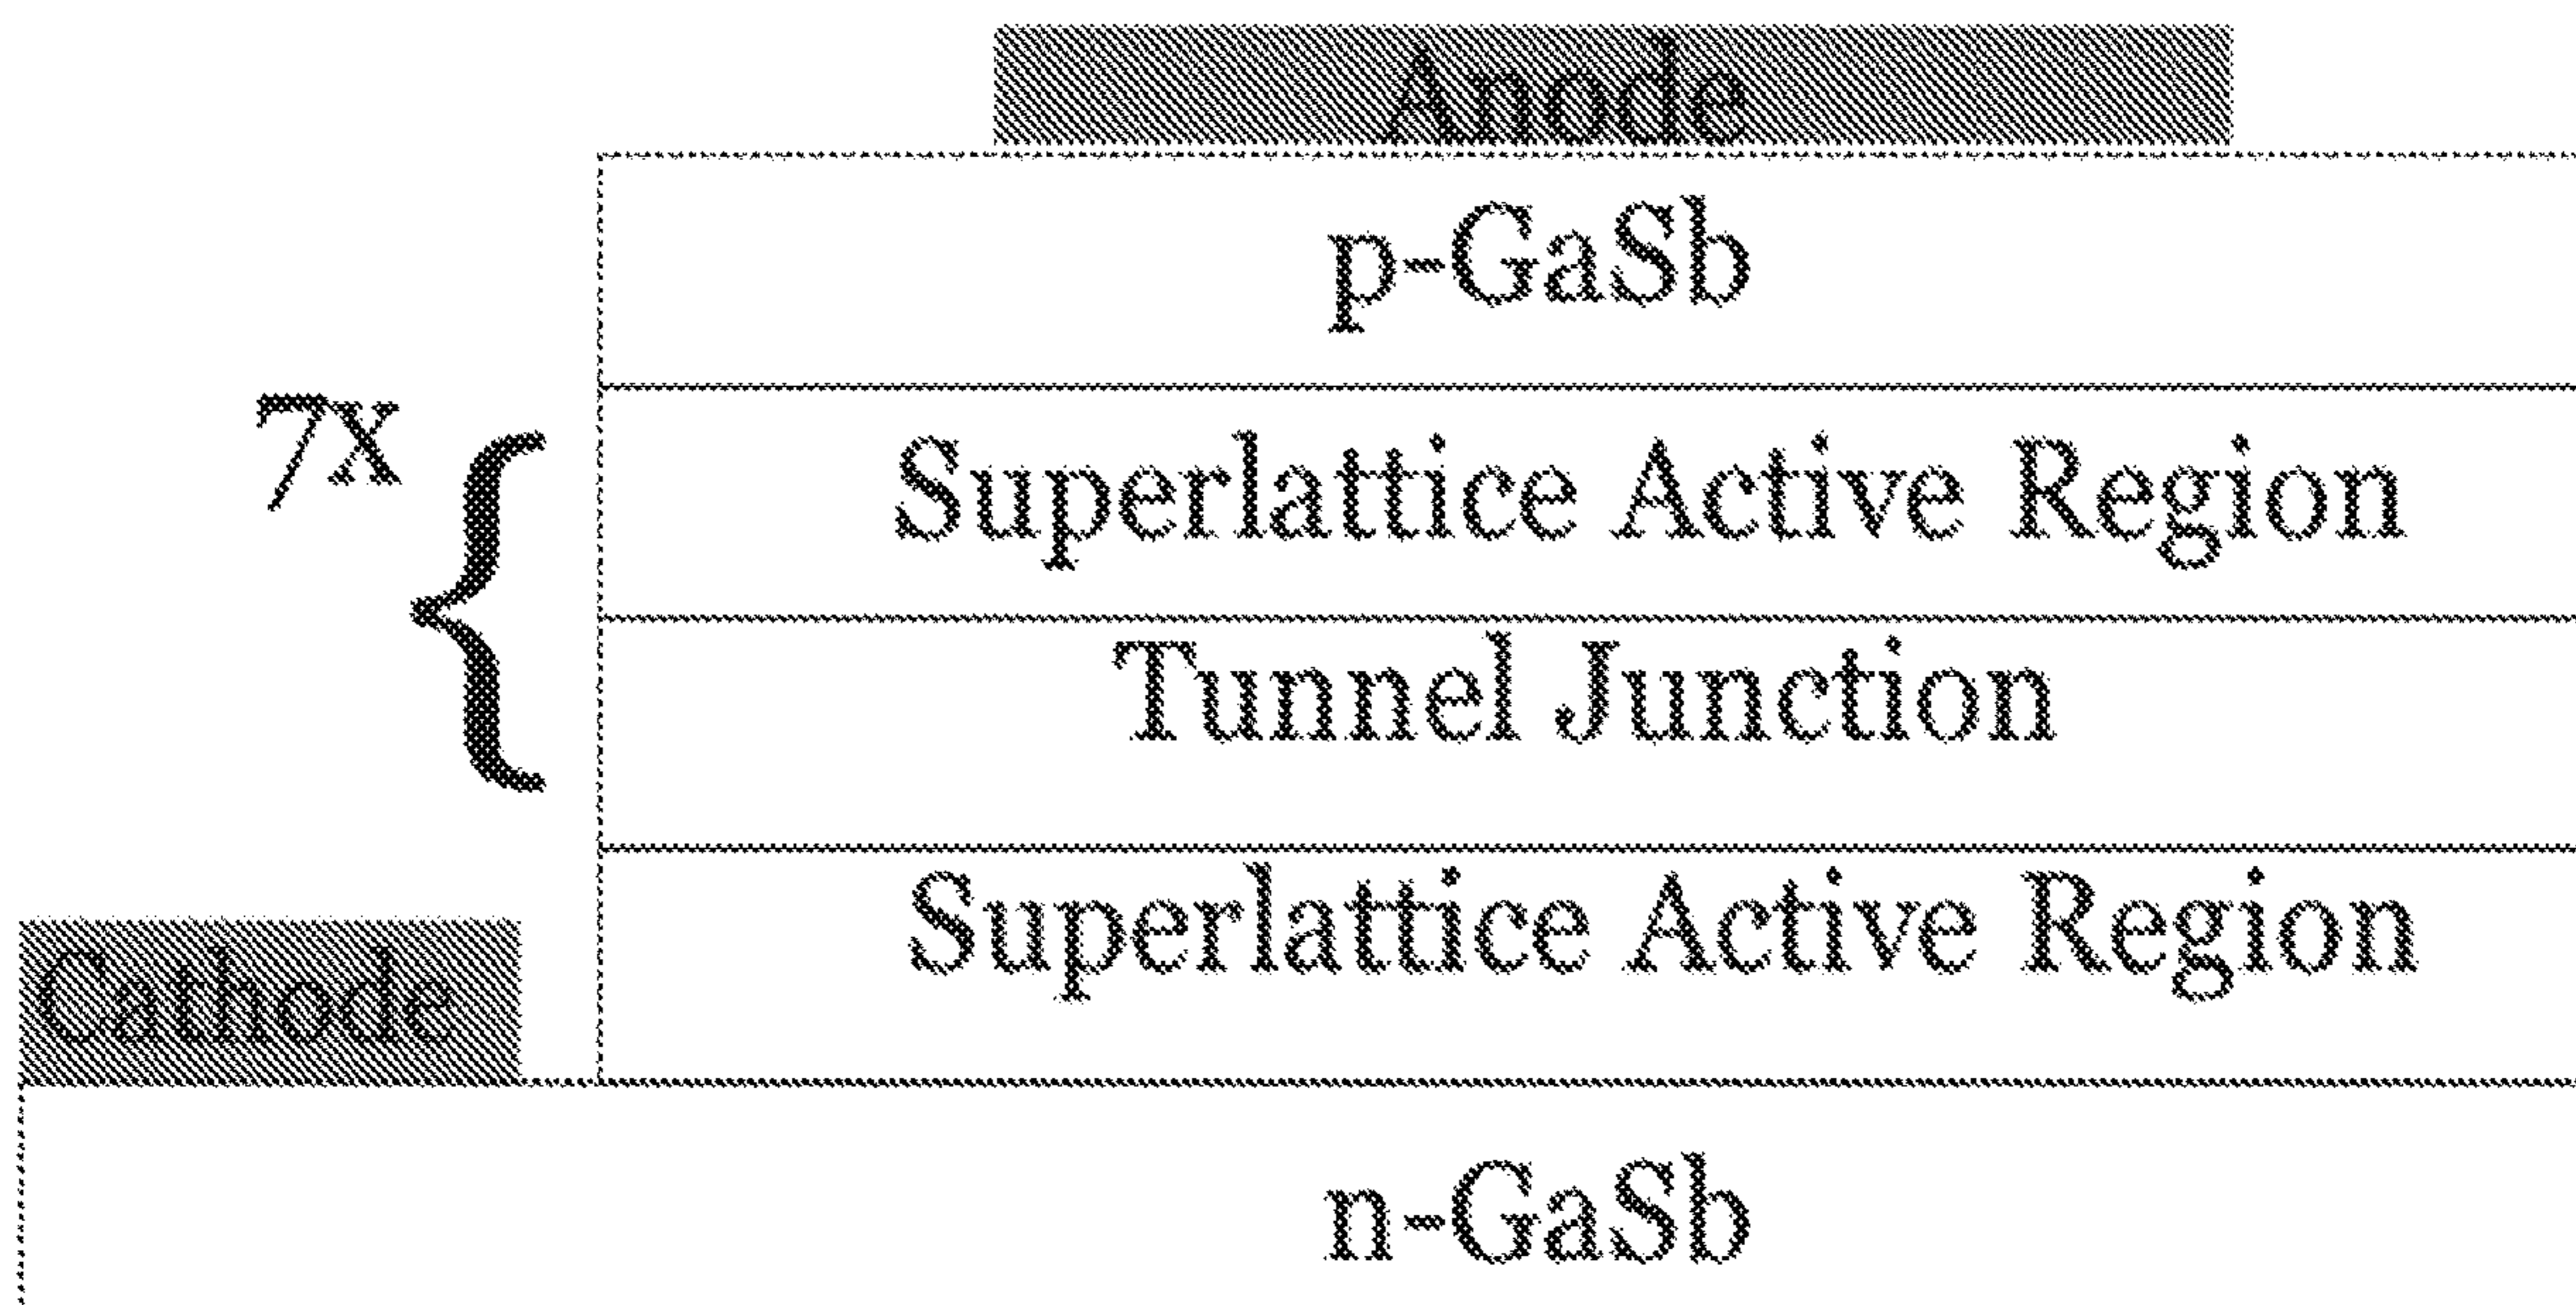 Anode
p-GaSb
7x
Superlattice Active Region
Tunnel Junction
Superlattice Active Region
Cathode
n-GaSb